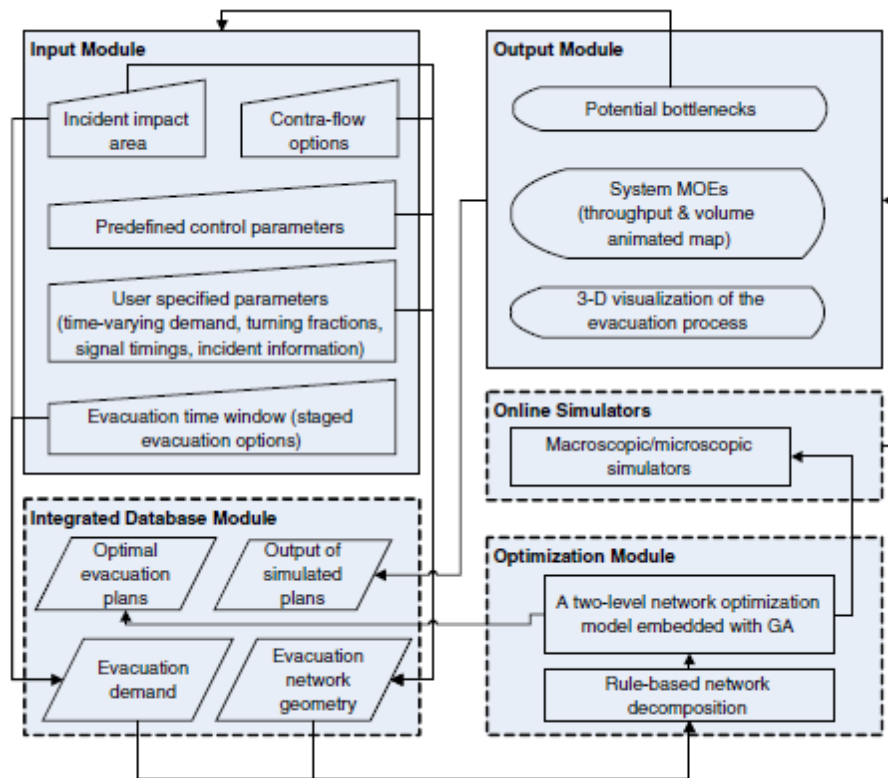 Input Module
Incident impact
area
Contra-flow
options
Predefined control parameters
User specified parameters
(time-varying demand, turning fractions,
signal timings, incident information)
Evacuation time window (staged
evacuation options)
Output Module
Potential bottlenecks
System MOEs
(throughput & volume
animated map)
3-D visualization of the
evacuation process
Online Simulators
Macroscopic/microscopic
simulators
Integrated Database Module
Optimal
evacuation
plans
Output of
simulated
plans
Evacuation
demand
Evacuation
network
geometry
Optimization Module
A two-level network optimization
model embedded with GA
Rule-based network
decomposition